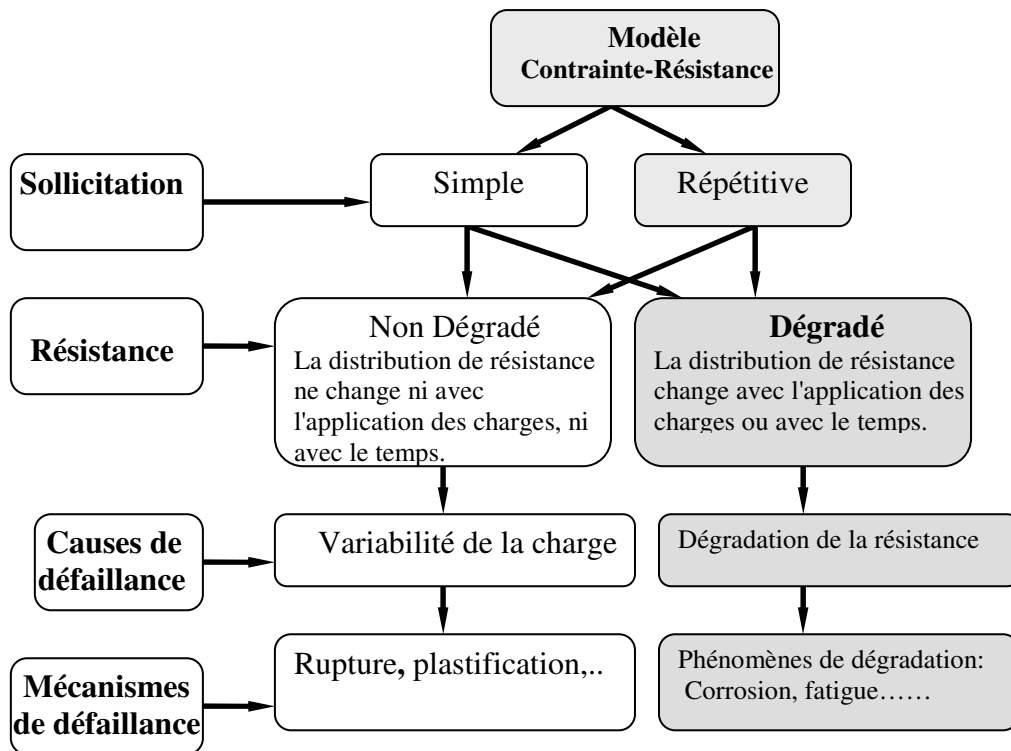 Modèle
Contrainte-Résistance
Sollicitation
Simple
Répétitive
Résistance
Non Dégradé
La distribution de résistance
ne change ni avec
l'application des charges, ni
avec le temps.
Dégradé
La distribution de résistance
change avec l'application des
charges ou avec le temps.
Causes de
défaillance
Variabilité de la charge
Dégradation de la résistance
Mécanismes
de défaillance
Rupture, plastification,..
Phénomènes de dégradation:
Corrosion, fatigue……